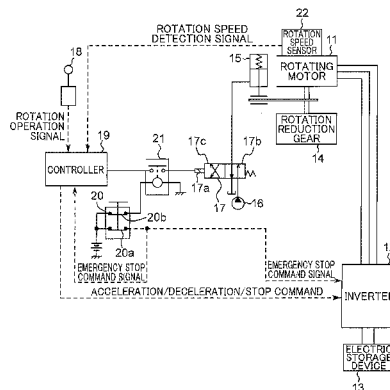 22
ROTATION SPEED
DETECTION SIGNAL
ROTATION
SPEED
SENSOR
11
18
15
ROTATING
MOTOR
ROTATION
OPERATION
SIGNAL
19
21
17c
17b
ROTATION
REDUCTION
GEAR
14
CONTROLLER
17a
17
16
20
20b
20a
EMERGENCY STOP
COMMAND SIGNAL
EMERGENCY STOP
COMMAND SIGNAL
ACCELERATION/DECELERATION/STOP COMMAND
INVERTER
ELECTRIC
STORAGE
DEVICE
13